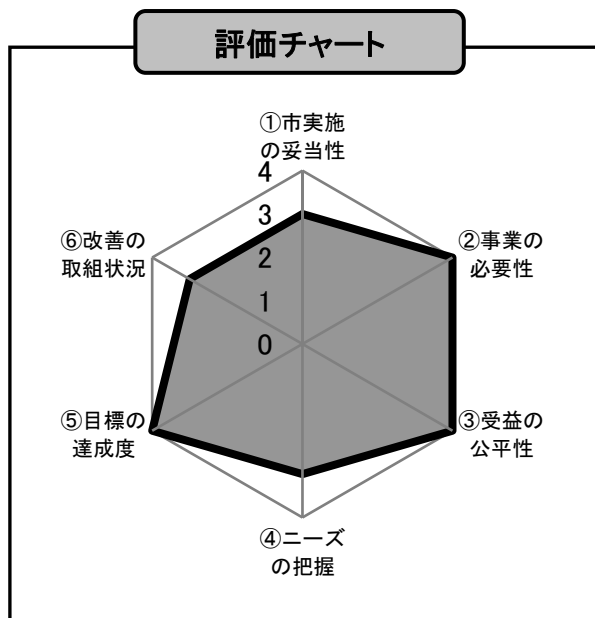 評価チャート
①市実施
の妥当性
4
3
2
1
0
②事業の
必要性
③受益の
公平性
④ニーズ
の把握
⑤目標の
達成度
⑥改善の
取組状況